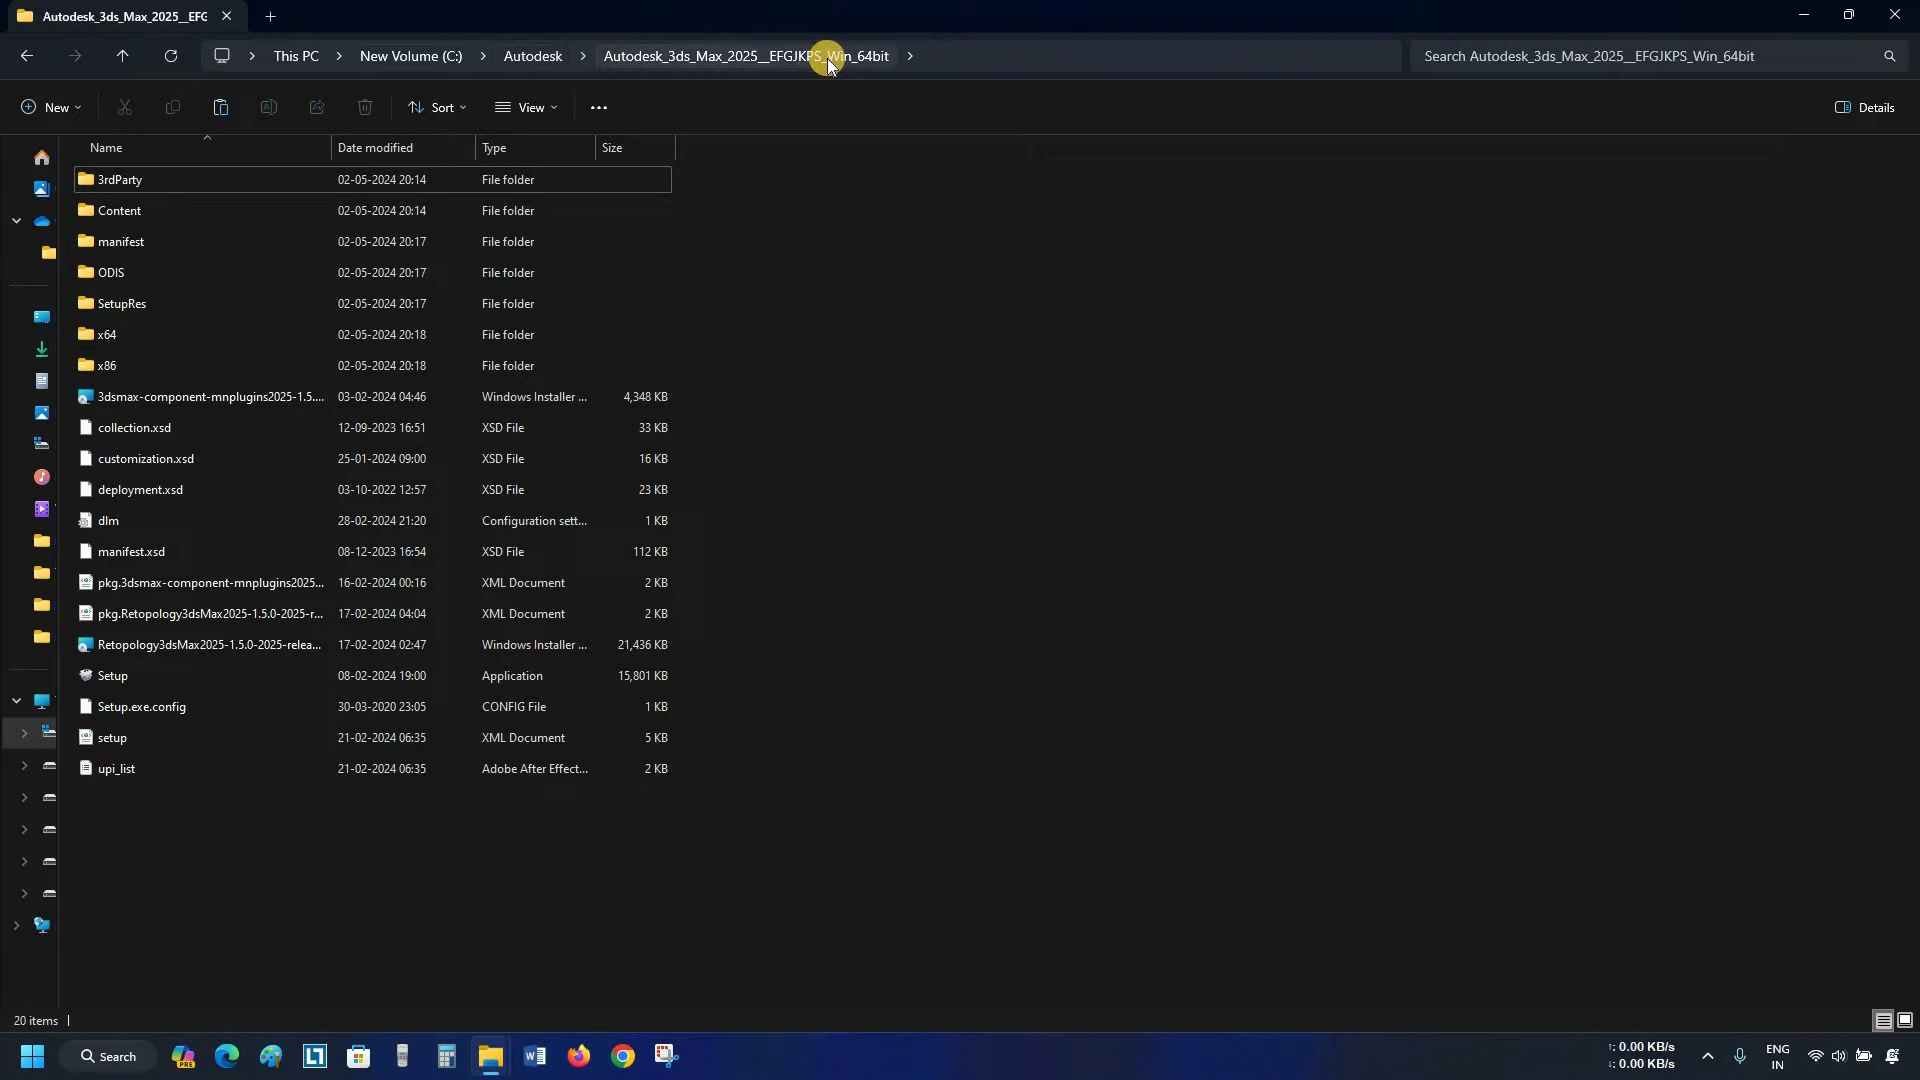 Autodesk_3ds_Max_2025__EFG
This PC > New Volume (C:) > Autodesk > Autodesk_3ds_Max_2025__EFGJKPS_Win_64bit >
Search Autodesk_3ds_Max_2025__EFGJKPS_Win_64bit
New Sort View ••• Details
Name Date modified Type Size
3rdParty 02-05-2024 20:14 File folder
Content 02-05-2024 20:14 File folder
manifest 02-05-2024 20:17 File folder
ODIS 02-05-2024 20:17 File folder
SetupRes 02-05-2024 20:17 File folder
x64 02-05-2024 20:18 File folder
x86 02-05-2024 20:18 File folder
3dsmax-component-mnplugins2025-1.5.... 03-02-2024 04:46 Windows Installer ... 4,348 KB
collection.xsd 12-09-2023 16:51 XSD File 33 KB
customization.xsd 25-01-2024 09:00 XSD File 16 KB
deployment.xsd 03-10-2022 12:57 XSD File 23 KB
dlm 28-02-2024 21:20 Configuration sett... 1 KB
manifest.xsd 08-12-2023 16:54 XSD File 112 KB
pkg.3dsmax-component-mnplugins2025... 16-02-2024 00:16 XML Document 2 KB
pkg.Retopology3dsMax2025-1.5.0-2025-r... 17-02-2024 04:04 XML Document 2 KB
Retopology3dsMax2025-1.5.0-2025-relea... 17-02-2024 02:47 Windows Installer ... 21,436 KB
Setup 08-02-2024 19:00 Application 15,801 KB
Setup.exe.config 30-03-2020 23:05 CONFIG File 1 KB
setup 21-02-2024 06:35 XML Document 5 KB
upi_list 21-02-2024 06:35 Adobe After Effect... 2 KB
20 items
Search
PRE
↑: 0.00 KB/s
↓: 0.00 KB/s
ENG
IN